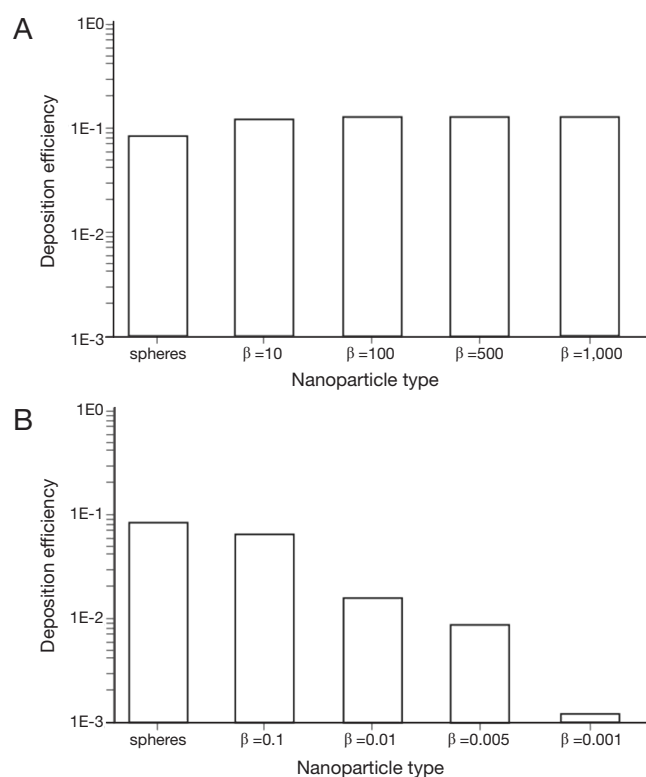 A
Deposition efficiency
1E0
1E-1
1E-2
1E-3
spheres β=10 β=100 β=500 β=1,000
Nanoparticle type
B
Deposition efficiency
1E0
1E-1
1E-2
1E-3
spheres β=0.1 β=0.01 β=0.005 β=0.001
Nanoparticle type